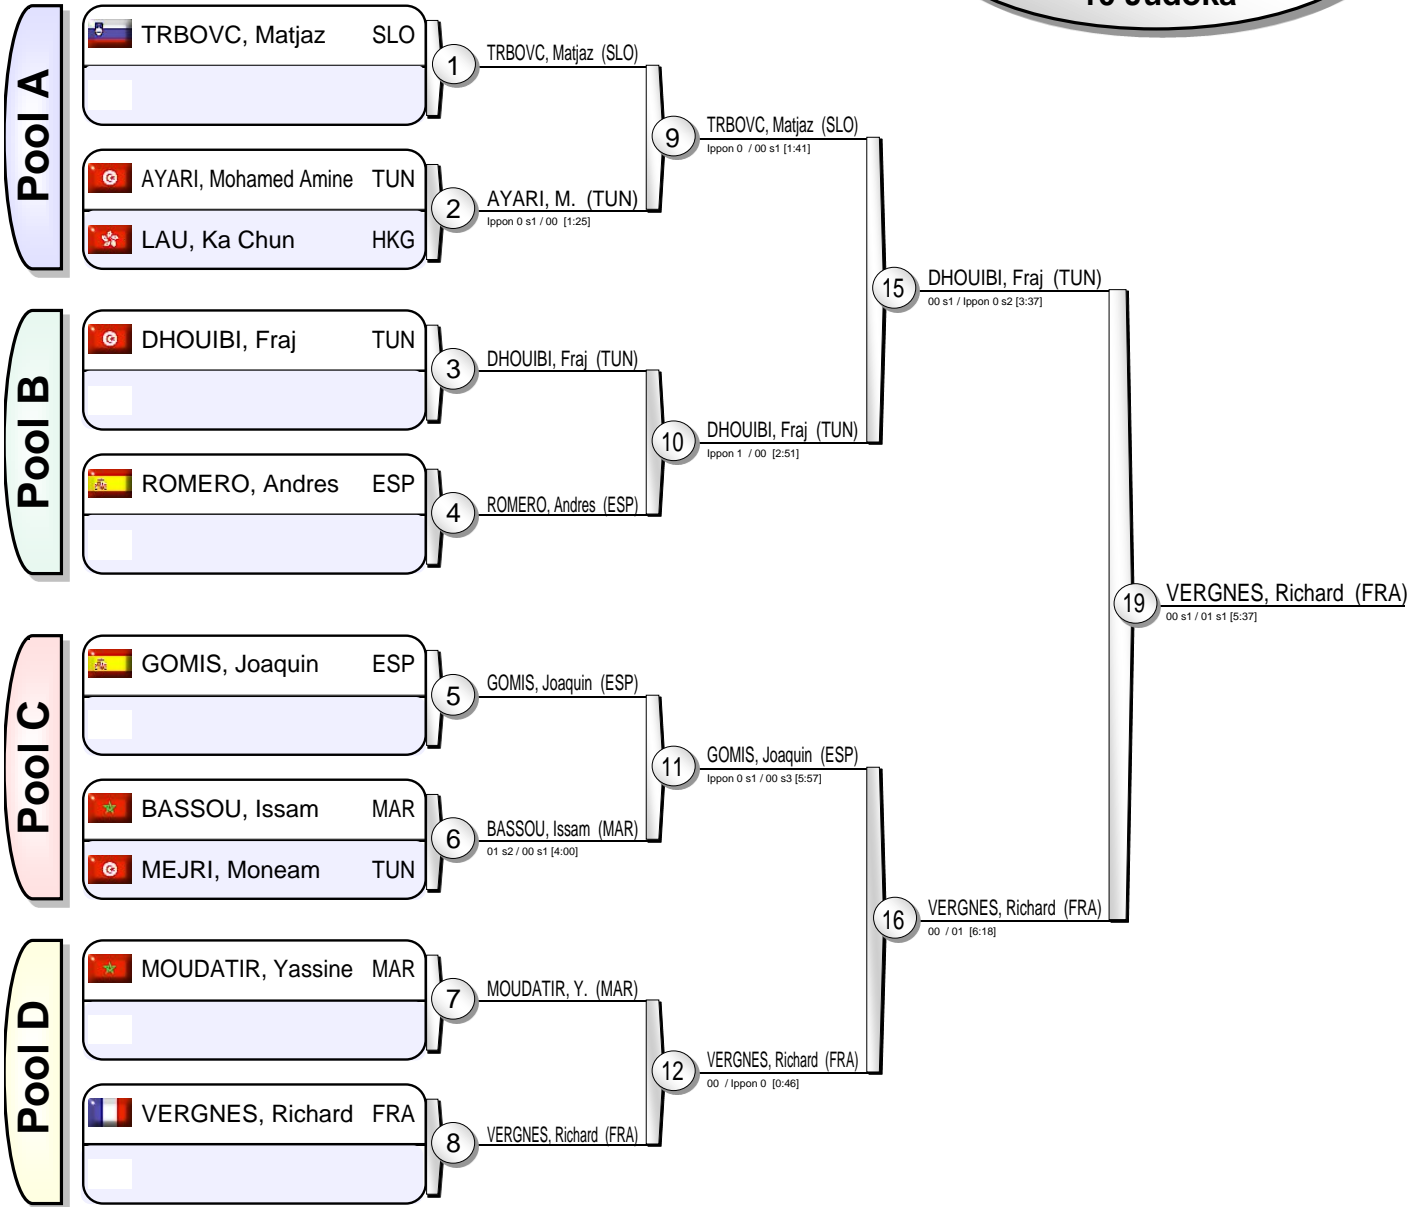 Pool A
TRBOVC, Matjaz SLO
AYARI, Mohamed Amine TUN
LAU, Ka Chun HKG
Pool B
DHOUIBI, Fraj TUN
ROMERO, Andres ESP
Pool C
GOMIS, Joaquin ESP
BASSOU, Issam MAR
MEJRI, Moneam TUN
Pool D
MOUDATIR, Yassine MAR
VERGNES, Richard FRA
1
TRBOVC, Matjaz (SLO)
2
AYARI, M. (TUN)
Ippon 0 s1 / 00 [1:25]
3
DHOUIBI, Fraj (TUN)
4
ROMERO, Andres (ESP)
5
GOMIS, Joaquin (ESP)
6
BASSOU, Issam (MAR)
01 s2 / 00 s1 [4:00]
7
MOUDATIR, Y. (MAR)
8
VERGNES, Richard (FRA)
9
TRBOVC, Matjaz (SLO)
Ippon 0 / 00 s1 [1:41]
10
DHOUIBI, Fraj (TUN)
Ippon 1 / 00 [2:51]
11
GOMIS, Joaquin (ESP)
Ippon 0 s1 / 00 s3 [5:57]
12
VERGNES, Richard (FRA)
00 / Ippon 0 [0:46]
15
DHOUIBI, Fraj (TUN)
00 s1 / Ippon 0 s2 [3:37]
16
VERGNES, Richard (FRA)
00 / 01 [6:18]
19
VERGNES, Richard (FRA)
00 s1 / 01 s1 [5:37]